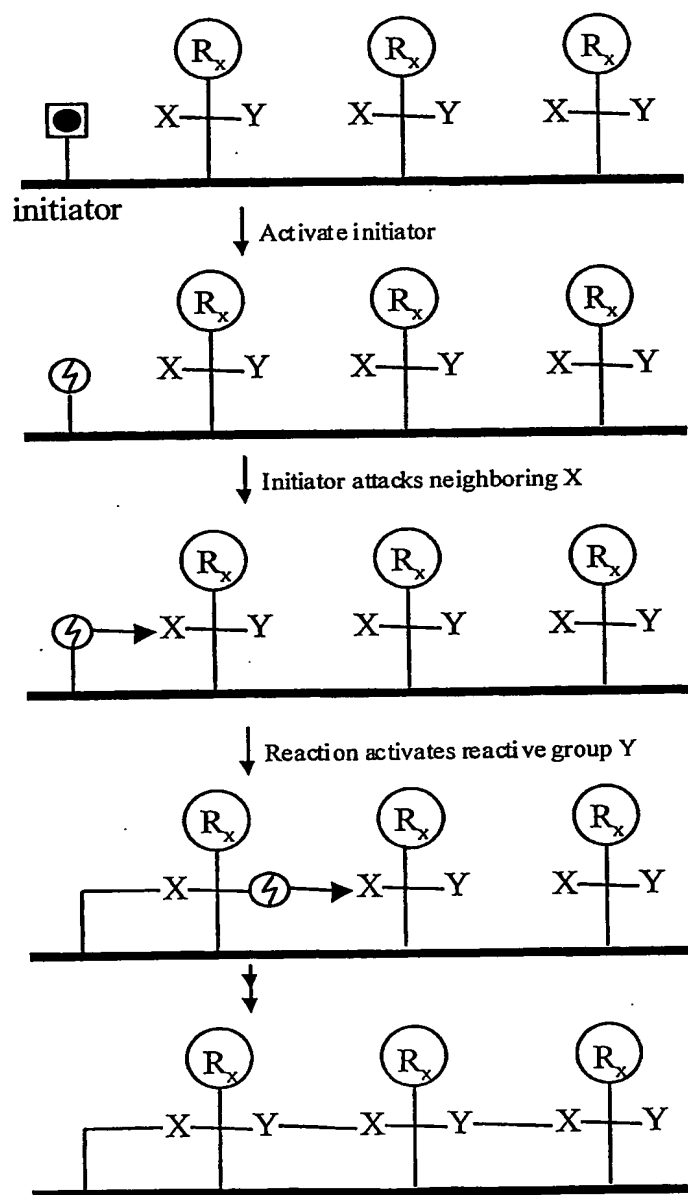 Rx Rx Rx
X Y X Y X Y
initiator
Activate initiator
Rx Rx Rx
X Y X Y X Y
Initiator attacks neighboring X
Rx Rx Rx
X Y X Y X Y
Reaction activates reactive group Y
Rx Rx Rx
X X Y X Y
Rx Rx Rx
X Y X Y X Y